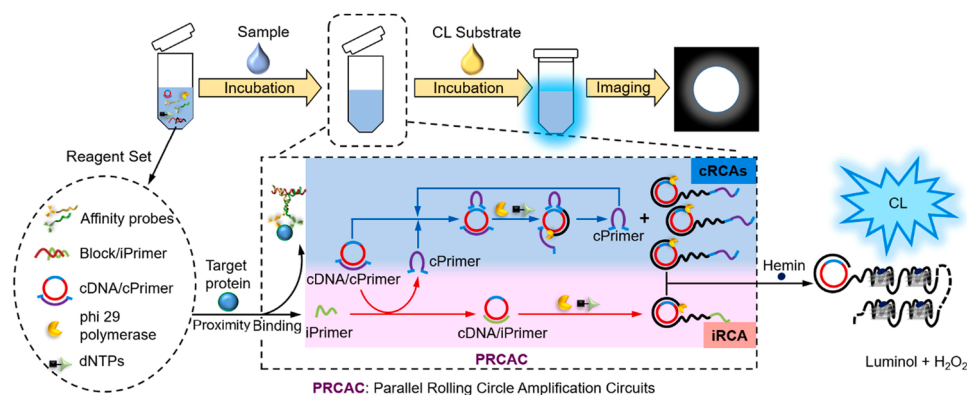 Sample
CL Substrate
Incubation
Incubation
Imaging
Reagent Set
Affinity probes
Block/iPrimer
cDNA/cPrimer
phi 29
polymerase
dNTPs
Target
protein
Proximity Binding
cRCAs
cPrimer
cPrimer
cDNA/cPrimer
iPrimer
cDNA/iPrimer
iRCA
PRCAC
+
Hemin
CL
Luminol + H₂O₂
PRCAC: Parallel Rolling Circle Amplification Circuits